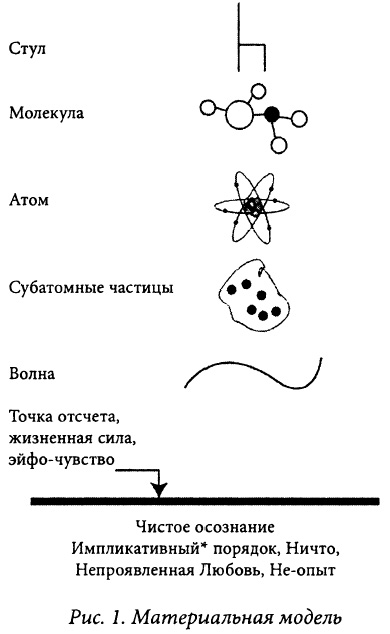 Стул
Молекула
Атом
Субатомные частицы
Волна
Точка отсчета,
жизненная сила,
эйфо-чувство
Чистое осознание
Импликативный* порядок, Ничто,
Непроявленная Любовь, Не-опыт
Рис. 1. Материальная модель